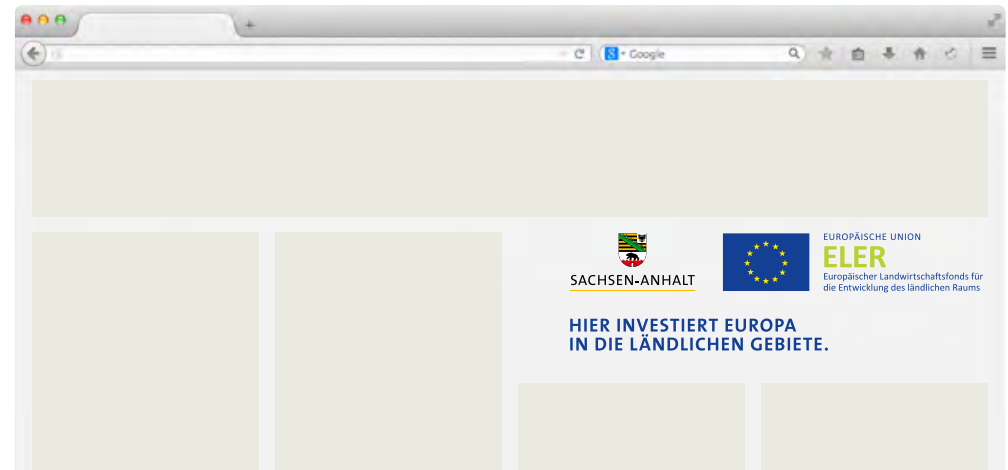 Google
SACHSEN-ANHALT
EUROPÄISCHE UNION
ELER
Europäischer Landwirtschaftsfonds für
die Entwicklung des ländlichen Raums
HIER INVESTIERT EUROPA
IN DIE LÄNDLICHEN GEBIETE.